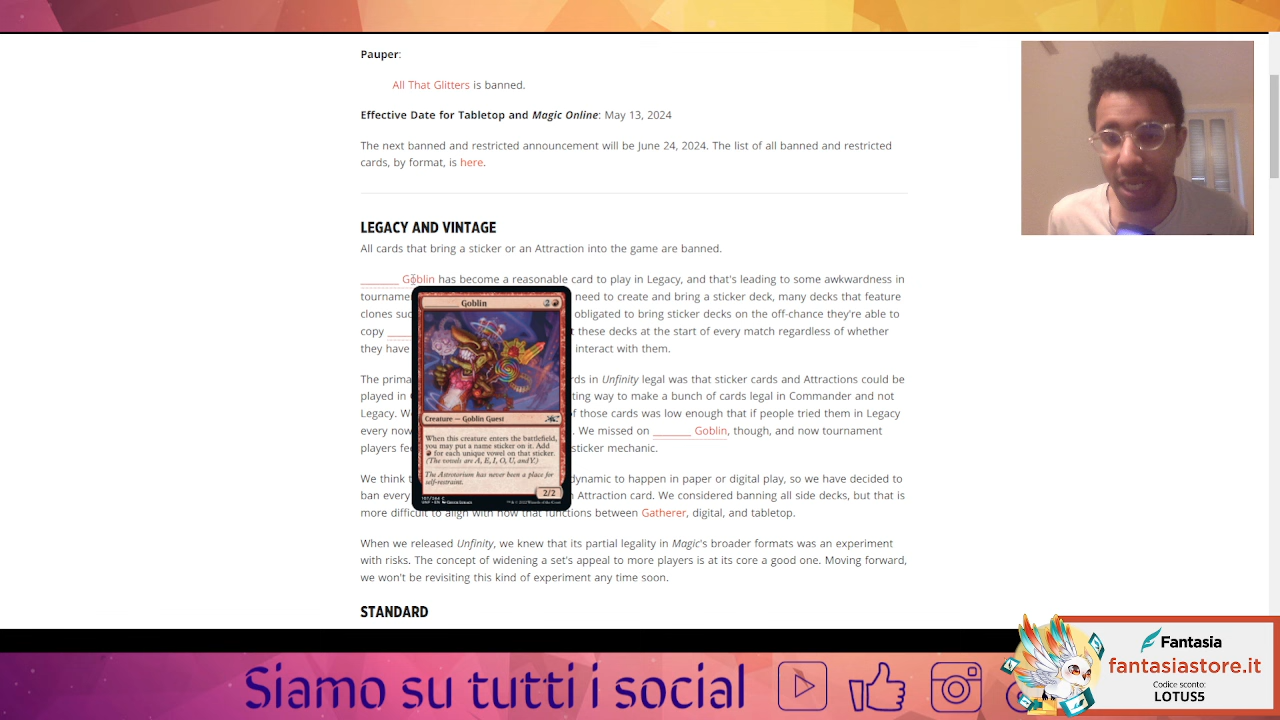 Pauper:
All That Glitters is banned.
Effective Date for Tabletop and Magic Online: May 13, 2024
The next banned and restricted announcement will be June 24, 2024. The list of all banned and restricted
cards, by format, is here.
LEGACY AND VINTAGE
All cards that bring a sticker or an Attraction into the game are banned.
_______ Goblin has become a reasonable card to play in Legacy, and that's leading to some awkwardness in
need to create and bring a sticker deck, many decks that feature
clones obligated to bring sticker decks on the off-chance they're able to
copy these decks at the start of every match regardless of whether
they have interact with them.
The in Unfinity legal was that sticker cards and Attractions could be
played in way to make a bunch of cards legal in Commander and not
Legacy. of those cards was low enough that if people tried them in Legacy
every We missed on _______ Goblin, though, and now tournament
players sticker mechanic.
We think dynamic to happen in paper or digital play, so we have decided to
ban every Attraction card. We considered banning all side decks, but that is
more difficult to align with how that functions between Gatherer, digital, and tabletop.
When we released Unfinity, we knew that its partial legality in Magic's broader formats was an experiment
with risks. The concept of widening a set's appeal to more players is at its core a good one. Moving forward,
we won't be revisiting this kind of experiment any time soon.
STANDARD
_______ Goblin 2
Creature — Goblin Guest
When this creature enters the battlefield,
you may put a name sticker on it. Add
for each unique vowel on that sticker.
(The vowels are A, E, I, O, U, and Y.)
The Astrotorium has never been a place for
self-restraint.
2/2
Siamo su tutti i social
Fantasia
fantasiastore.it
Codice sconto:
LOTUS5